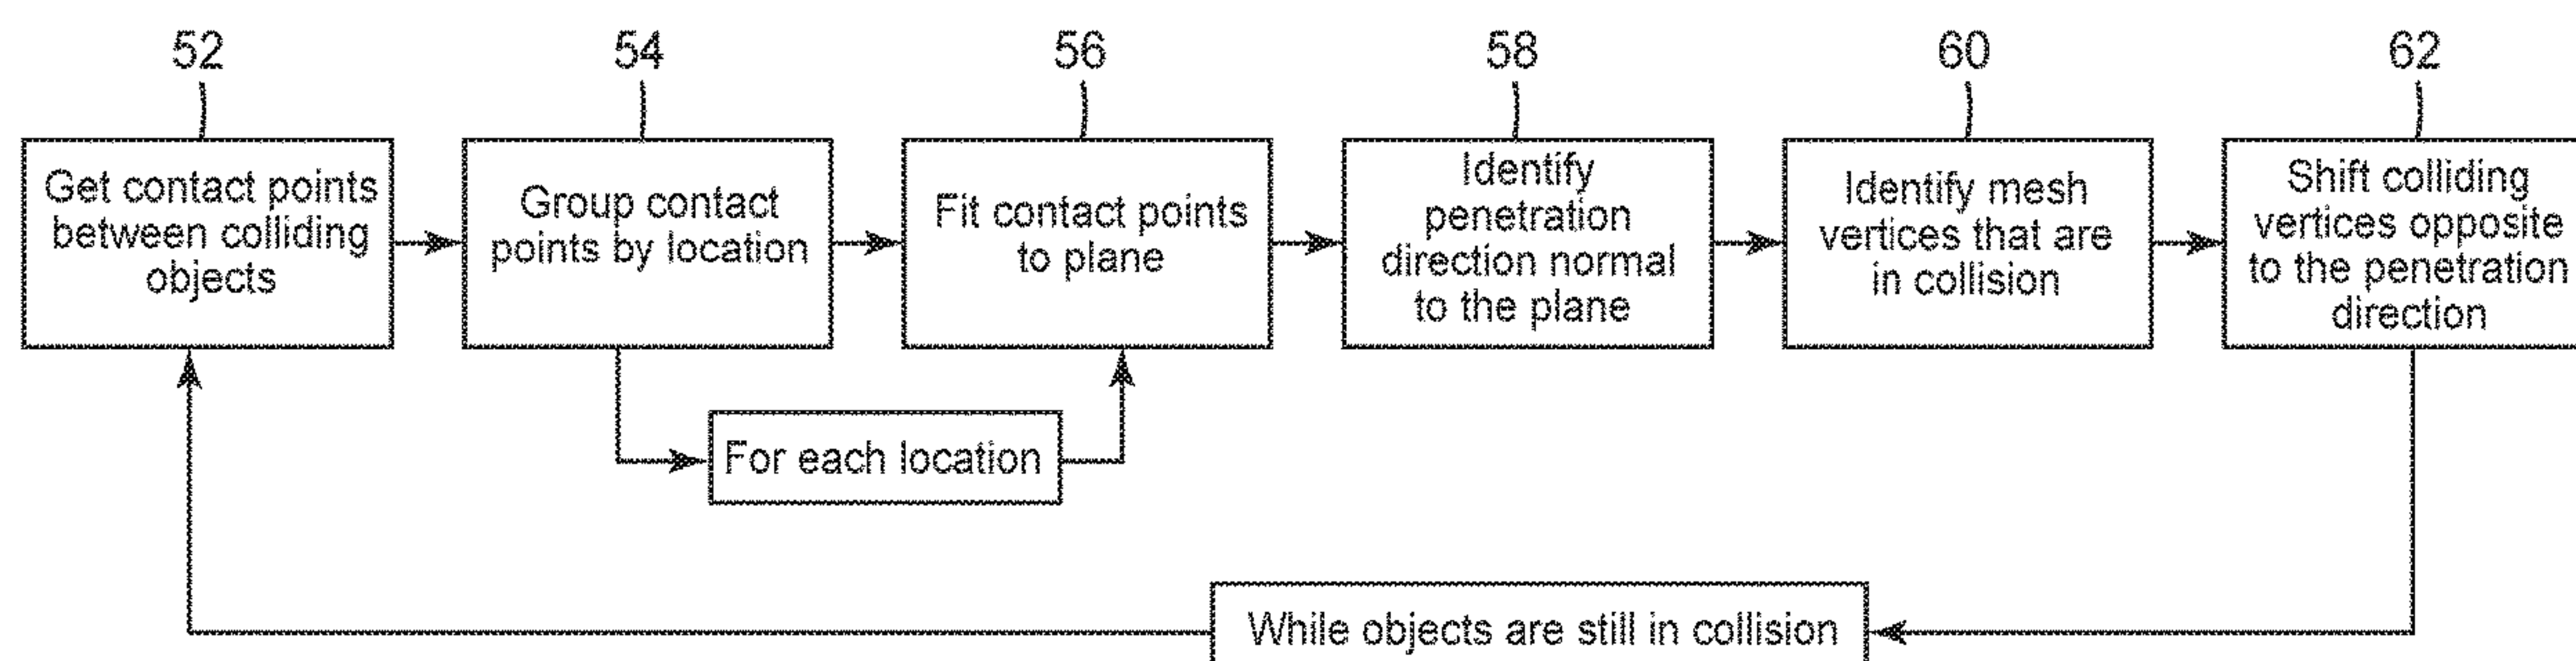 52
54
56
58
60
62
Get contact points
between colliding
objects
Group contact
points by location
Fit contact points
to plane
Identify
penetration
direction normal
to the plane
Identify mesh
vertices that are
in collision
Shift colliding
vertices opposite
to the penetration
direction
For each location
While objects are still in collision